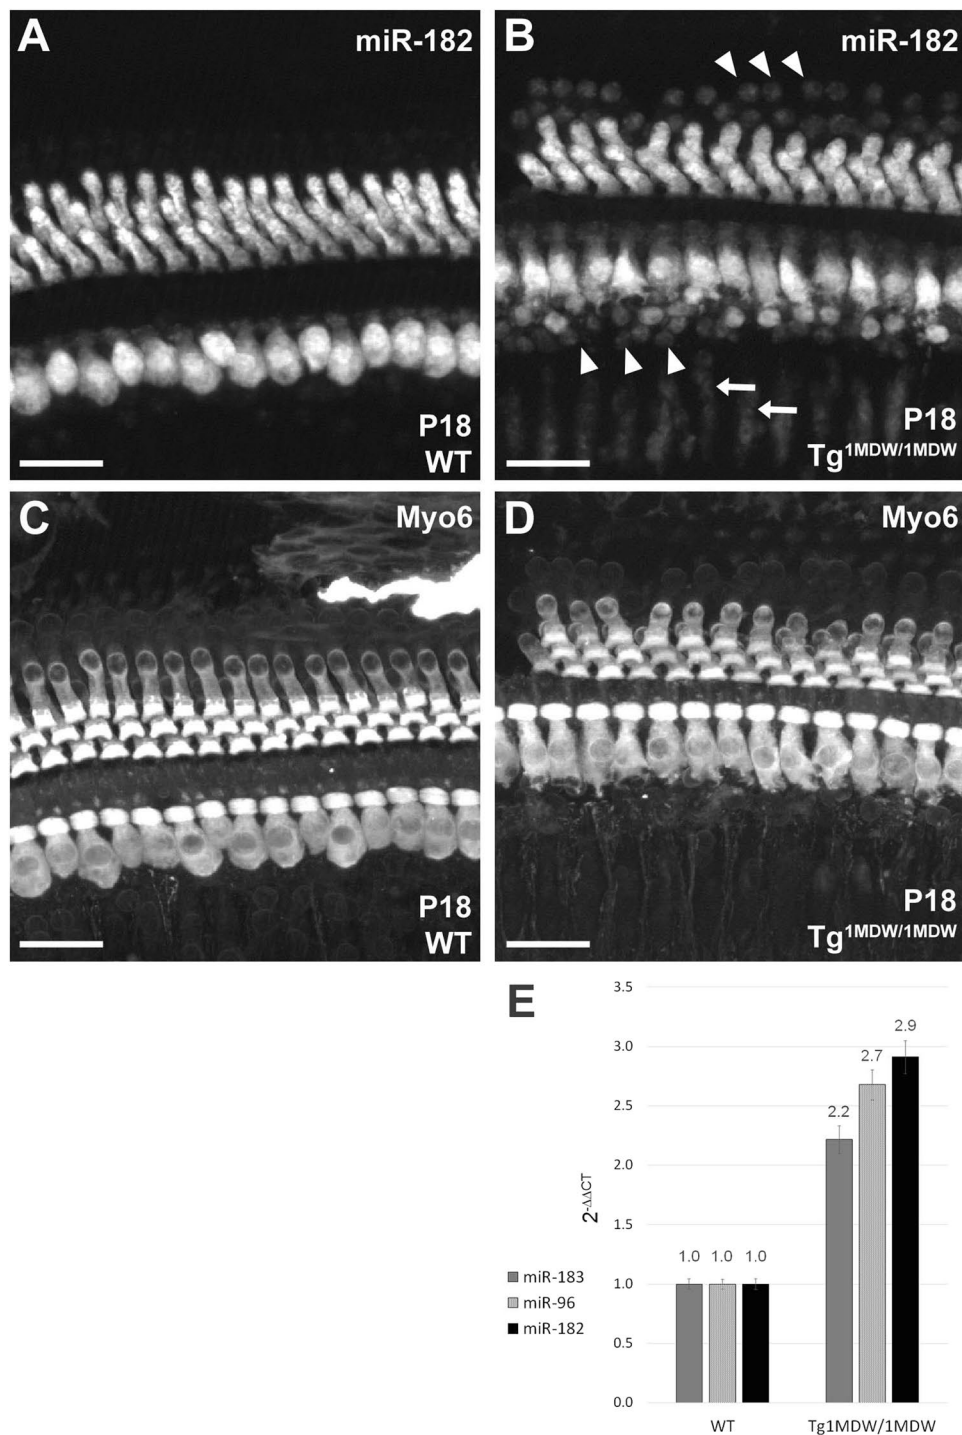 A
miR-182
P18
WT
B
miR-182
P18
Tg1MDW/1MDW
C
Myo6
P18
WT
D
Myo6
P18
Tg1MDW/1MDW
E
3.5
3.0
2.5
2.0
1.5
1.0
0.5
0.0
2-ΔΔCT
1.0 1.0 1.0
2.2
2.7
2.9
miR-183
miR-96
miR-182
WT
Tg1MDW/1MDW